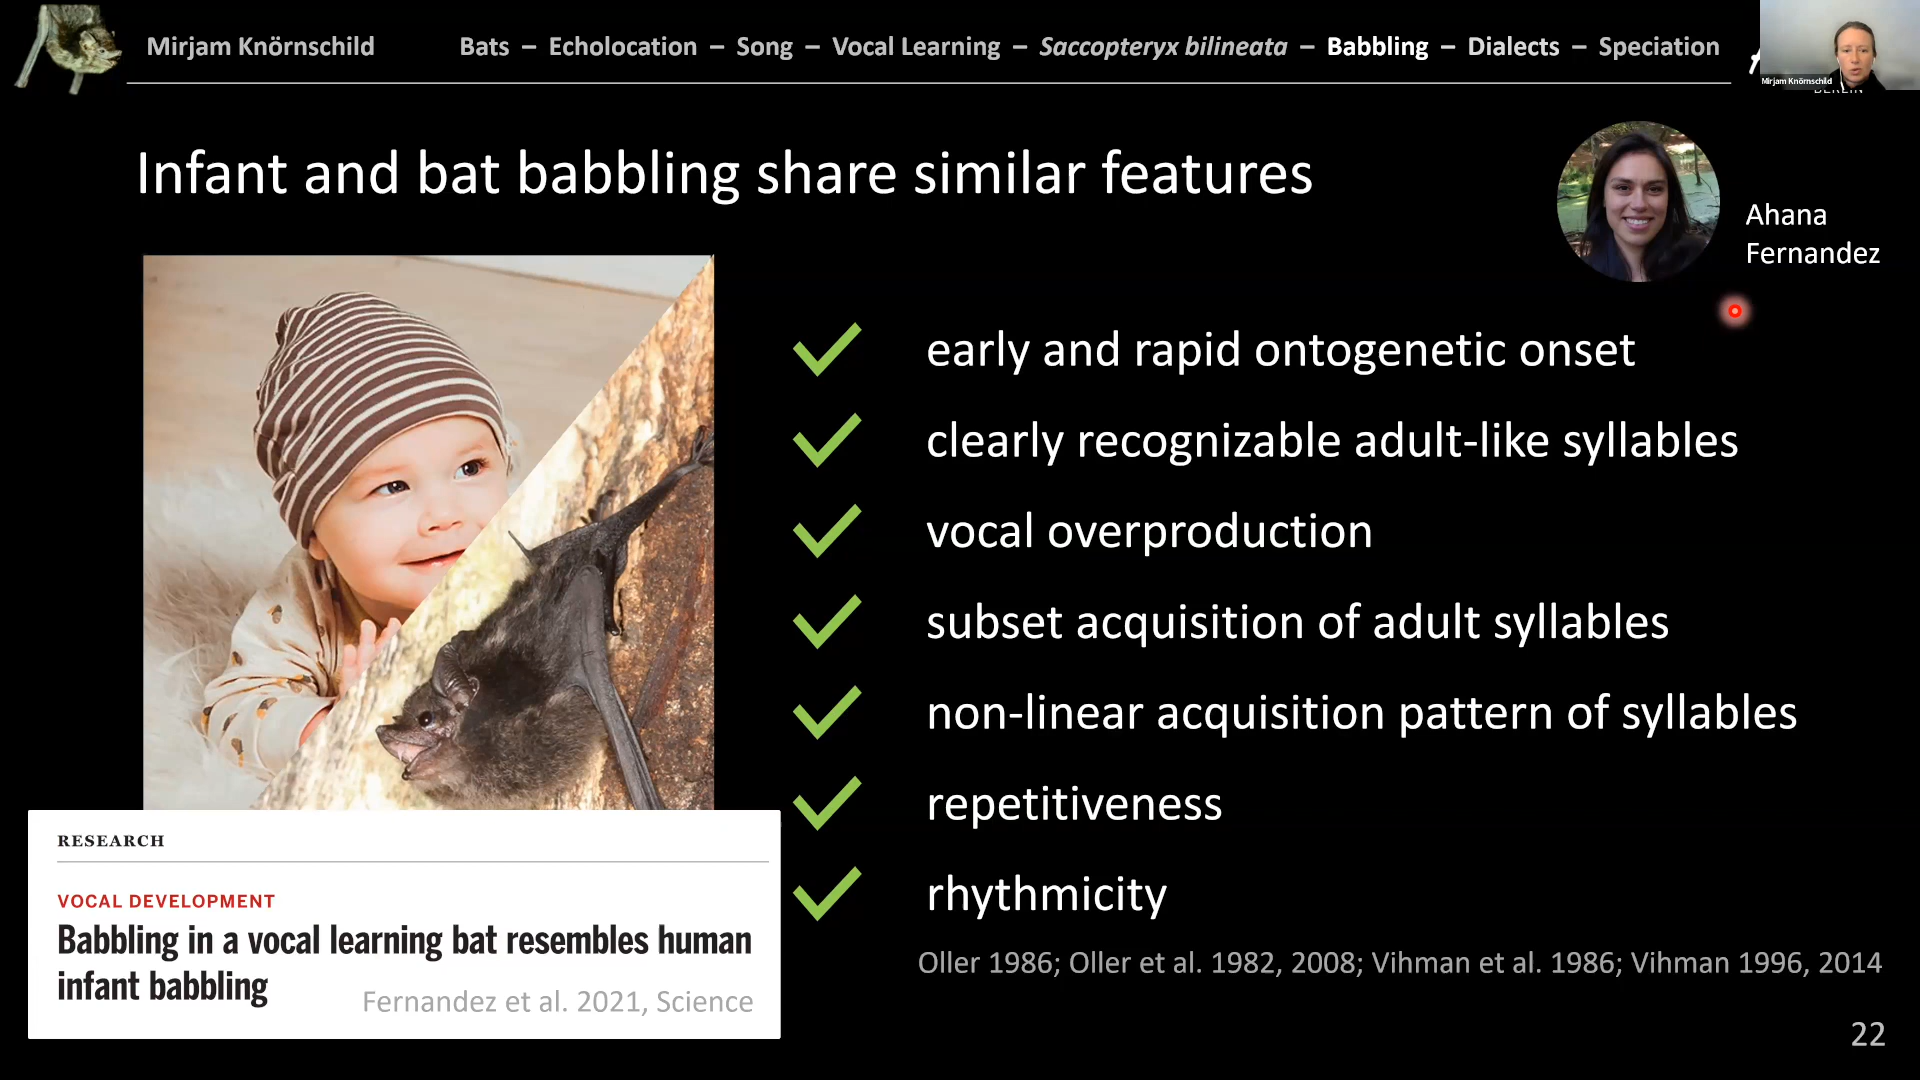 Mirjam Knörnschild
Bats – Echolocation – Song – Vocal Learning – Saccopteryx bilineata – Babbling – Dialects – Speciation
Mirjam Knörnschild
Infant and bat babbling share similar features
Ahana
Fernandez
early and rapid ontogenetic onset
clearly recognizable adult-like syllables
vocal overproduction
subset acquisition of adult syllables
non-linear acquisition pattern of syllables
repetitiveness
rhythmicity
RESEARCH
VOCAL DEVELOPMENT
Babbling in a vocal learning bat resembles human
infant babbling
Fernandez et al. 2021, Science
Oller 1986; Oller et al. 1982, 2008; Vihman et al. 1986; Vihman 1996, 2014
22